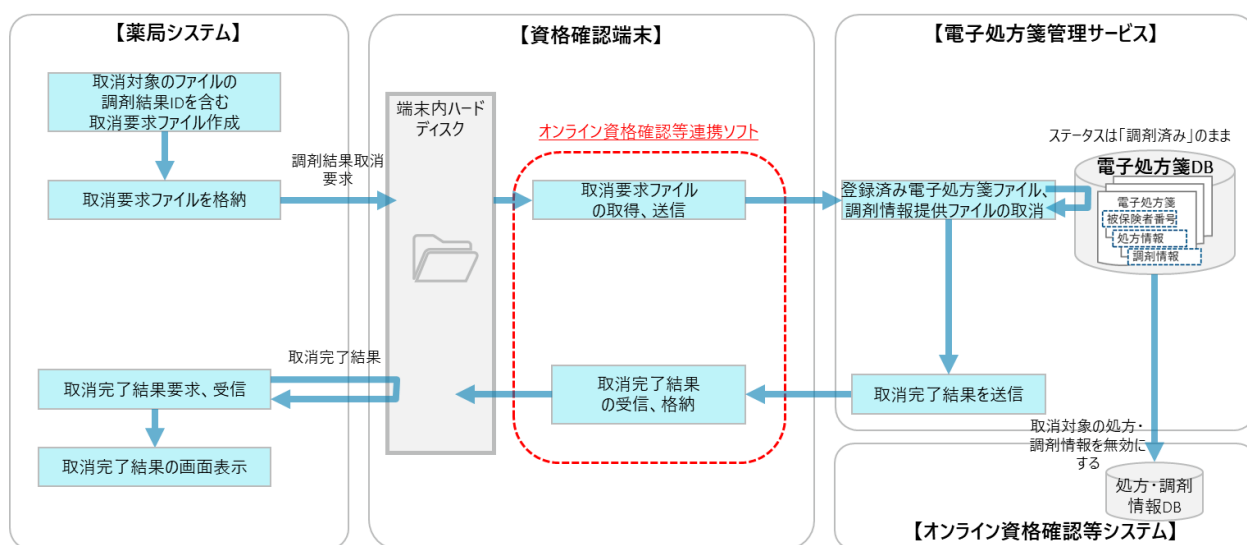 【薬局システム】
取消対象のファイルの
調剤結果IDを含む
取消要求ファイル作成
取消要求ファイルを格納
調剤結果取消
要求
取消完了結果
取消完了結果要求、受信
取消完了結果の画面表示
【資格確認端末】
端末内ハード
ディスク
オンライン資格確認等連携ソフト
取消要求ファイル
の取得、送信
取消完了結果
の受信、格納
【電子処方箋管理サービス】
ステータスは「調剤済み」のまま
電子処方箋DB
登録済み電子処方箋ファイル、
調剤情報提供ファイルの取消
電子処方箋
被保険者番号
処方情報
調剤情報
取消完了結果を送信
取消対象の処方・
調剤情報を無効に
する
処方・調剤
情報DB
【オンライン資格確認等システム】